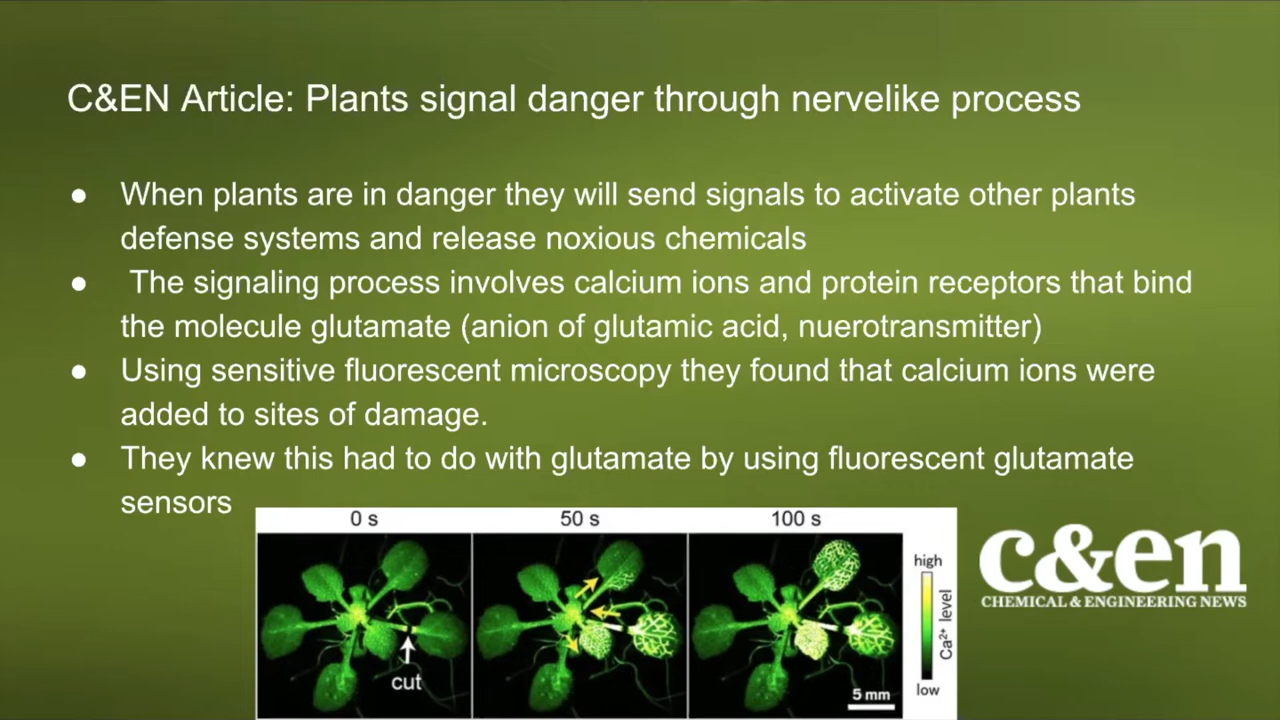 C&EN Article: Plants signal danger through nervelike process
● When plants are in danger they will send signals to activate other plants
defense systems and release noxious chemicals
● The signaling process involves calcium ions and protein receptors that bind
the molecule glutamate (anion of glutamic acid, nuerotransmitter)
● Using sensitive fluorescent microscopy they found that calcium ions were
added to sites of damage.
● They knew this had to do with glutamate by using fluorescent glutamate
sensors
0 s
50 s
100 s
cut
5 mm
high
Ca²⁺ level
low
c&en
CHEMICAL & ENGINEERING NEWS